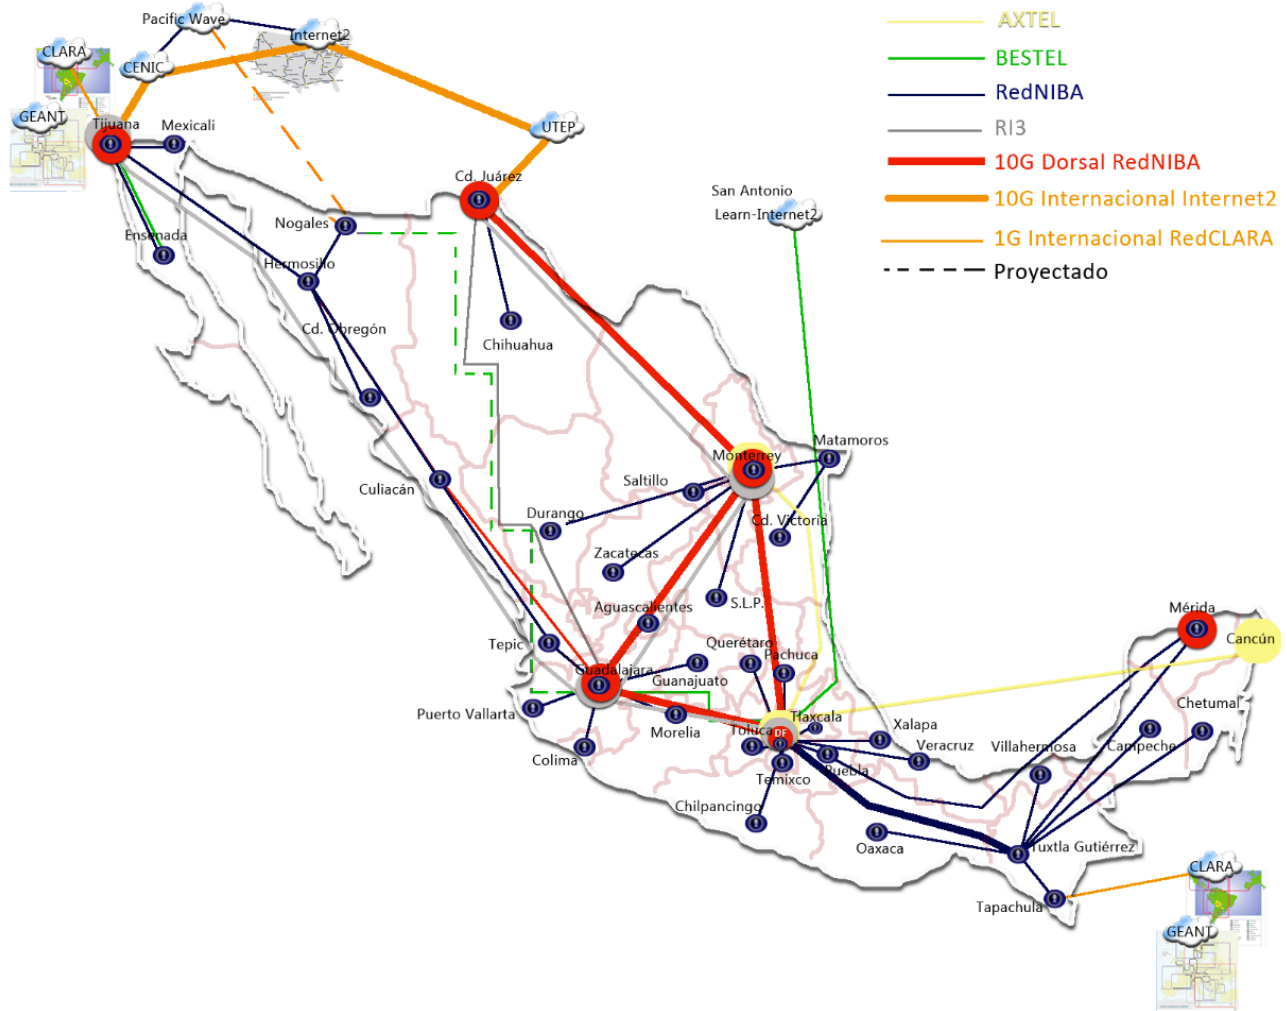 Pacific Wave
Internet2
CLARA
CENIC
GEANT
Tijuana
Mexicali
UTEP
Cd. Juárez
Nogales
Ensenada
Hermosillo
Cd. Obregón
Chihuahua
San Antonio
Learn-Internet2
AXTEL
BESTEL
RedNIBA
RI3
10G Dorsal RedNIBA
10G Internacional Internet2
1G Internacional RedCLARA
Proyectado
Matamoros
Monterrey
Saltillo
Culiacán
Durango
Cd. Victoria
Zacatecas
Aguascalientes
S.L.P.
Tepic
Querétaro
Pachuca
Guadalajara
Guanajuato
Puerto Vallarta
Morelia
Colima
Toluca
DF
Tlaxcala
Xalapa
Veracruz
Temixco
Puebla
Chilpancingo
Oaxaca
Villahermosa
Mérida
Cancún
Chetumal
Campeche
Tuxtla Gutiérrez
Tapachula
CLARA
GEANT